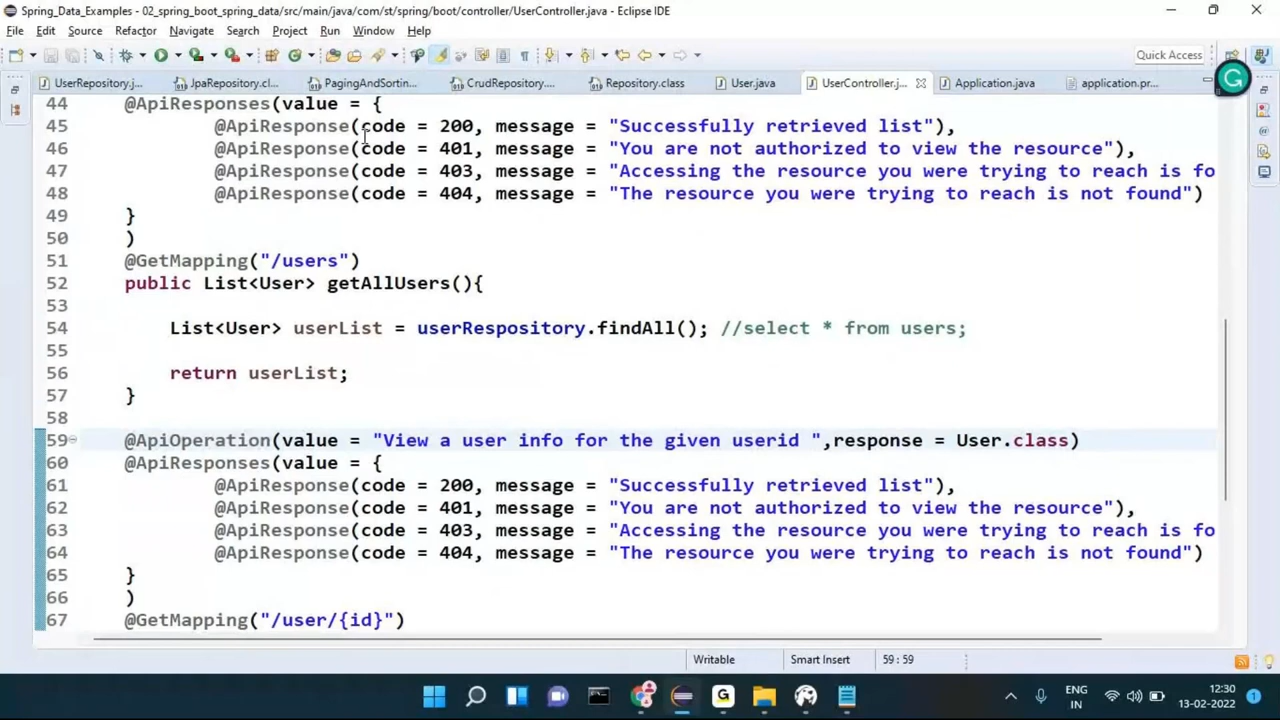 Spring_Data_Examples - 02_spring_boot_spring_data/src/main/java/com/st/spring/boot/controller/UserController.java - Eclipse IDE
File Edit Source Refactor Navigate Search Project Run Window Help
Quick Access
UserRepository.j... JpaRepository.cl... PagingAndSortin... CrudRepository.... Repository.class User.java UserController.j... Application.java application.pr...
44 @ApiResponses(value = {
45 @ApiResponse(code = 200, message = "Successfully retrieved list"),
46 @ApiResponse(code = 401, message = "You are not authorized to view the resource"),
47 @ApiResponse(code = 403, message = "Accessing the resource you were trying to reach is fo
48 @ApiResponse(code = 404, message = "The resource you were trying to reach is not found")
49 }
50 )
51 @GetMapping("/users")
52 public List<User> getAllUsers(){
53
54 List<User> userList = userRespository.findAll(); //select * from users;
55
56 return userList;
57 }
58
59 @ApiOperation(value = "View a user info for the given userid ",response = User.class)
60 @ApiResponses(value = {
61 @ApiResponse(code = 200, message = "Successfully retrieved list"),
62 @ApiResponse(code = 401, message = "You are not authorized to view the resource"),
63 @ApiResponse(code = 403, message = "Accessing the resource you were trying to reach is fo
64 @ApiResponse(code = 404, message = "The resource you were trying to reach is not found")
65 }
66 )
67 @GetMapping("/user/{id}")
Writable Smart Insert 59 : 59
ENG 12:30
IN 13-02-2022